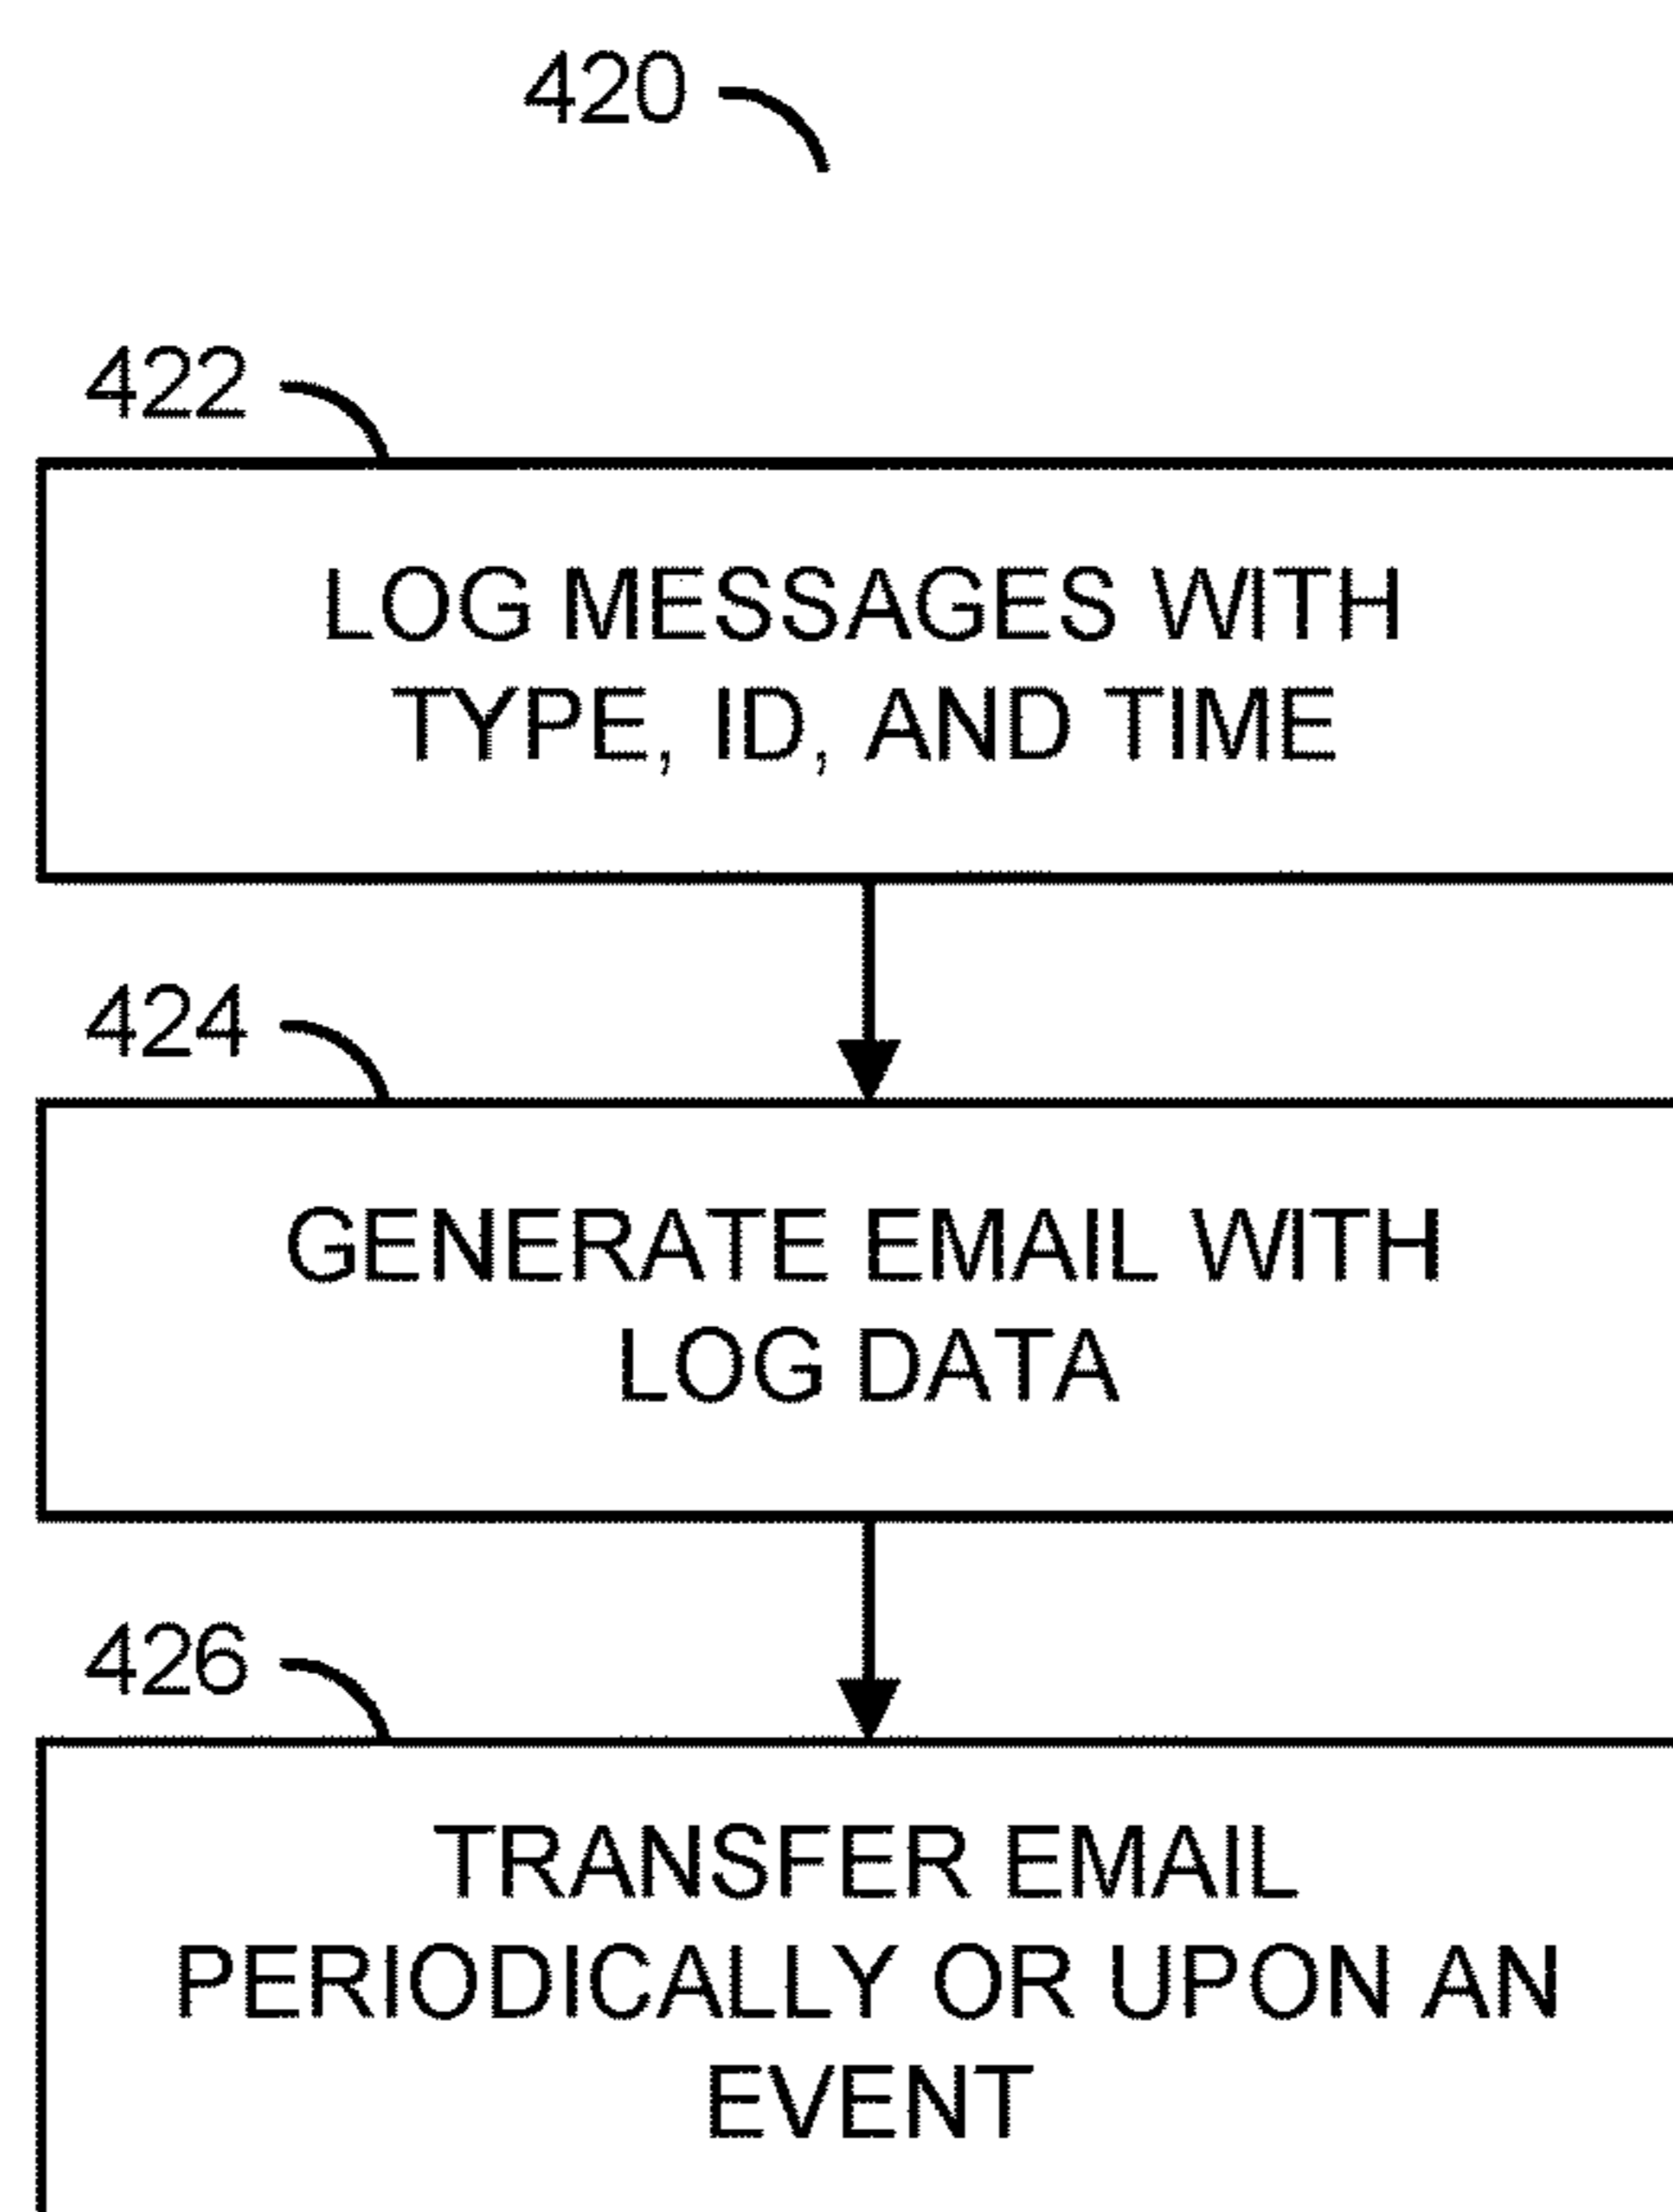 420
422
LOG MESSAGES WITH
TYPE, ID, AND TIME
424
GENERATE EMAIL WITH
LOG DATA
426
TRANSFER EMAIL
PERIODICALLY OR UPON AN
EVENT